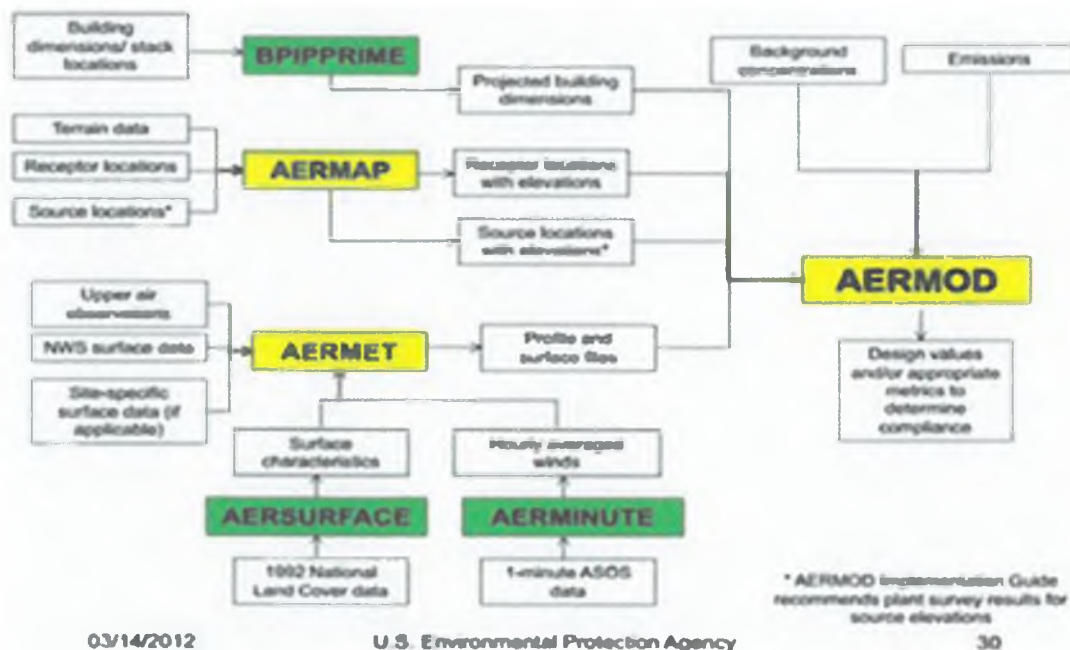 Building
dimensions/ stack
locations
BPIPPRIME
Projected building
dimensions
Background
concentrations
Emissions
Terrain data
Receptor locations
Source locations*
AERMAP
Receptor locations
with elevations
Source locations
with elevations*
AERMOD
Upper air
observations
NWS surface data
Site-specific
surface data (if
applicable)
AERMET
Profile and
surface files
Design values
and/or appropriate
metrics to
determine
compliance
Surface
characteristics
Hourly averaged
winds
AERSURFACE
AERMINUTE
1992 National
Land Cover data
1-minute ASOS
data
* AERMOD Implementation Guide
recommends plant survey results for
source elevations
03/14/2012
U.S. Environmental Protection Agency
30